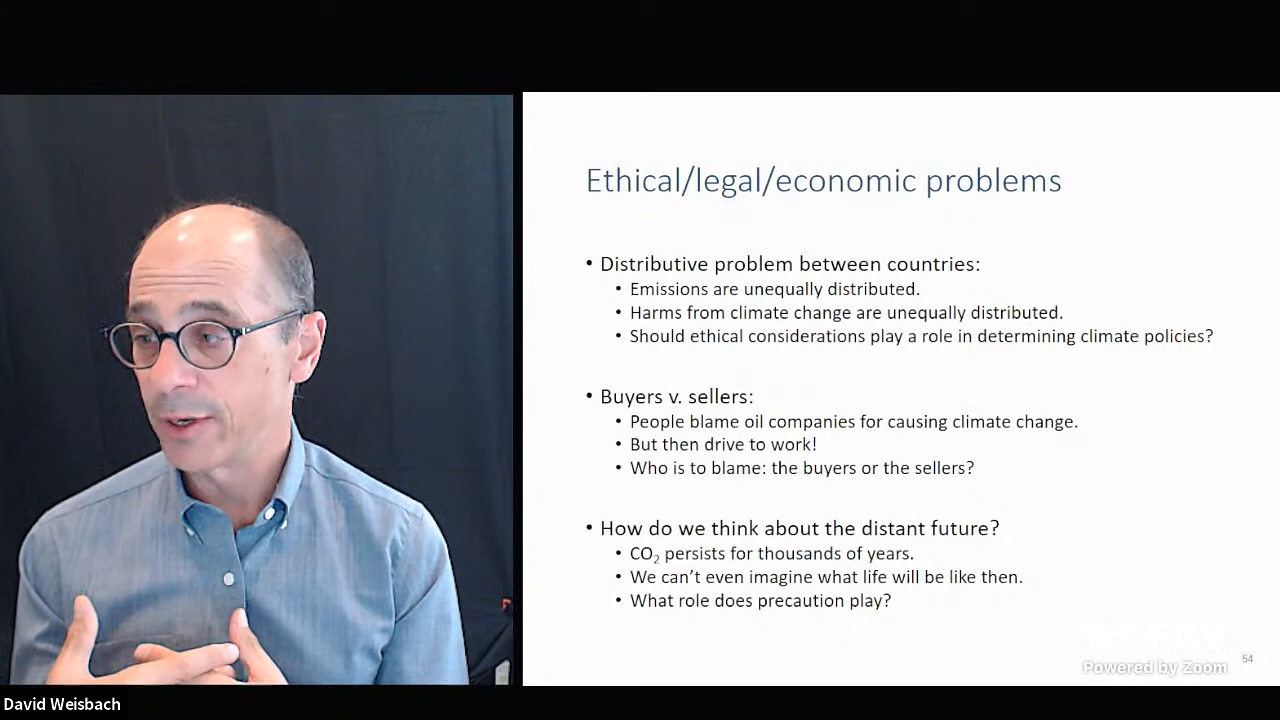 Ethical/legal/economic problems
• Distributive problem between countries:
• Emissions are unequally distributed.
• Harms from climate change are unequally distributed.
• Should ethical considerations play a role in determining climate policies?
• Buyers v. sellers:
• People blame oil companies for causing climate change.
• But then drive to work!
• Who is to blame: the buyers or the sellers?
• How do we think about the distant future?
• CO₂ persists for thousands of years.
• We can’t even imagine what life will be like then.
• What role does precaution play?
Powered by Zoom
54
David Weisbach